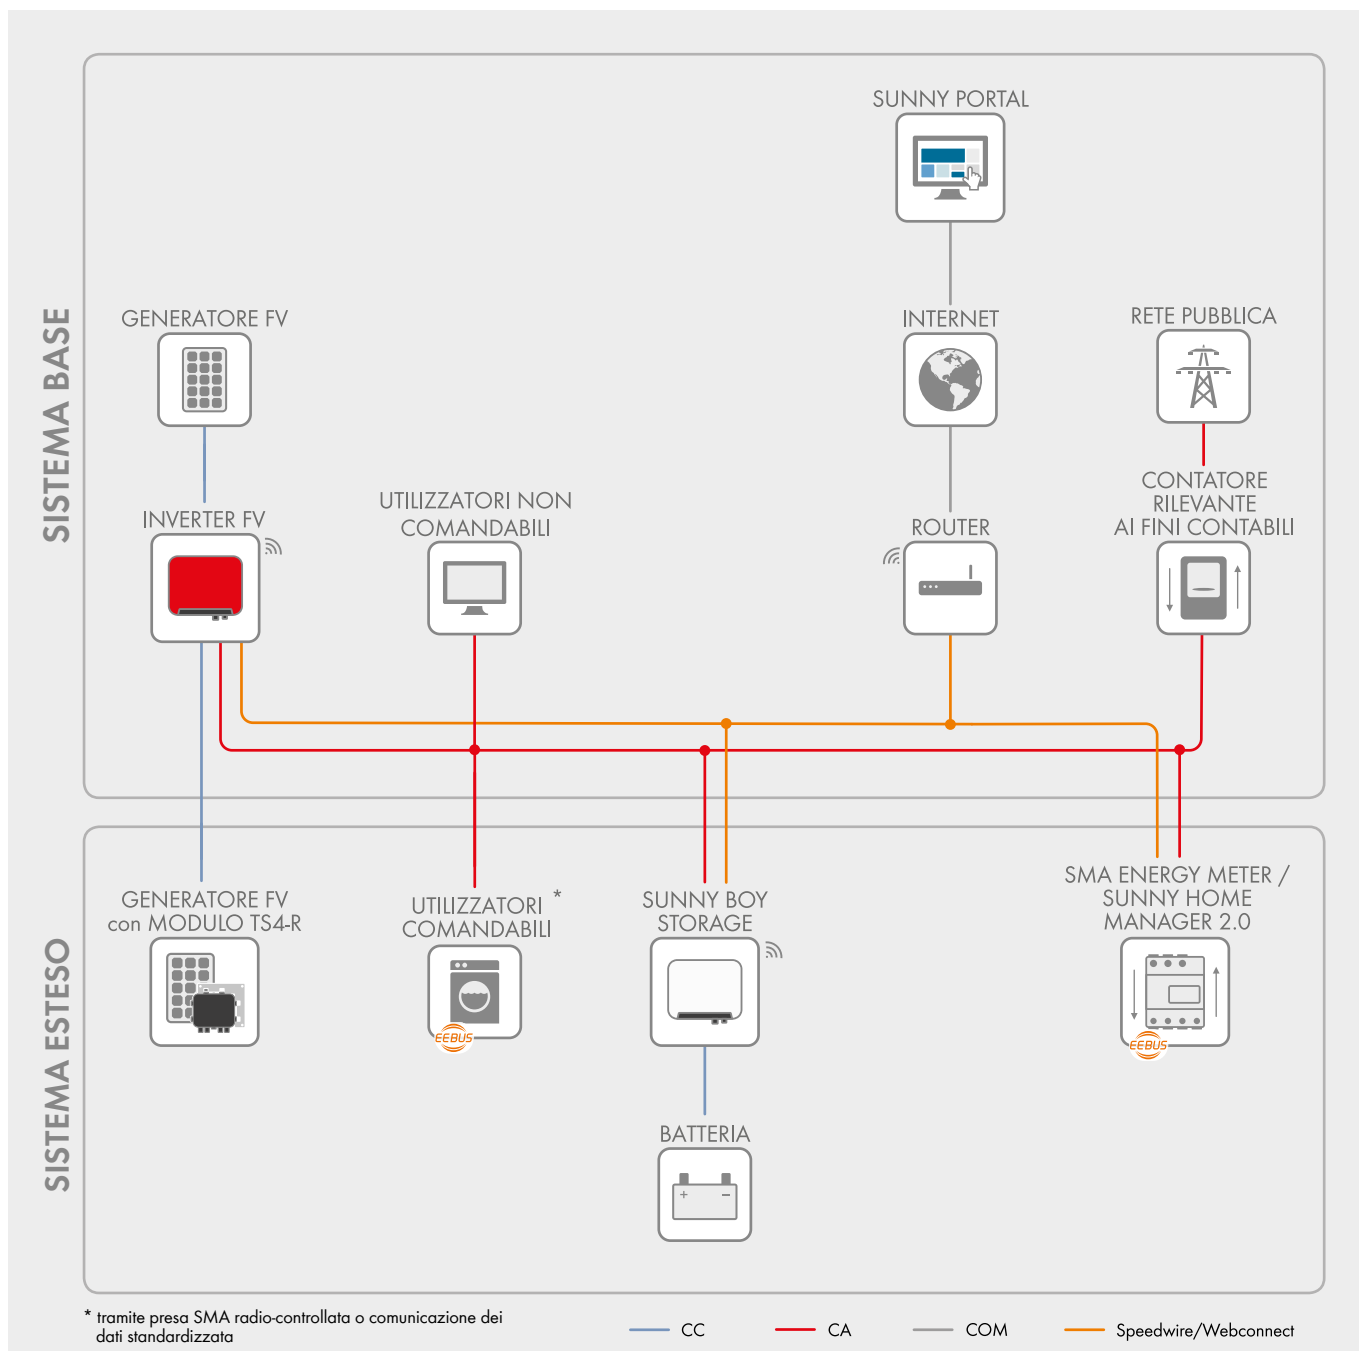 SISTEMA BASE
SUNNY PORTAL
GENERATORE FV
INTERNET
RETE PUBBLICA
INVERTER FV
UTILIZZATORI NON
COMANDABILI
ROUTER
CONTATORE
RILEVANTE
AI FINI CONTABILI
SISTEMA ESTESO
GENERATORE FV
con MODULO TS4-R
UTILIZZATORI *
COMANDABILI
EEBUS
SUNNY BOY
STORAGE
SMA ENERGY METER /
SUNNY HOME
MANAGER 2.0
EEBUS
BATTERIA
+ −
* tramite presa SMA radio-controllata o comunicazione dei
dati standardizzata
CC
CA
COM
Speedwire/Webconnect